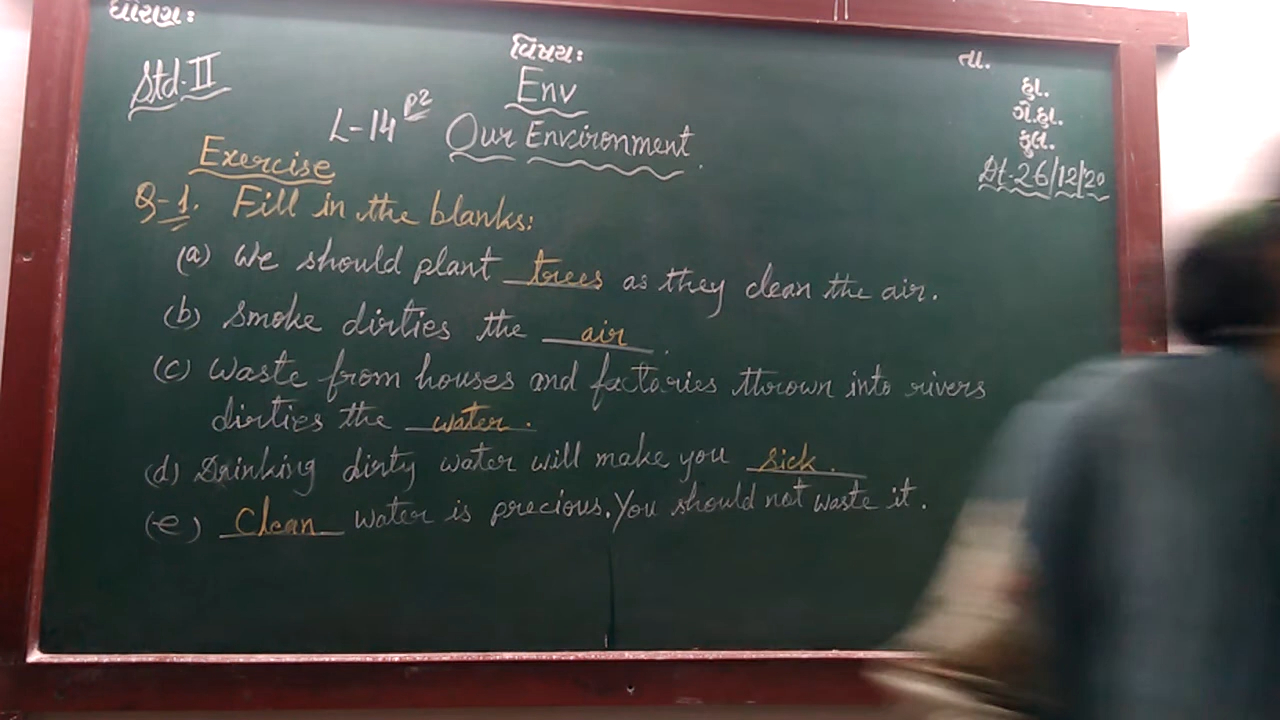 ધોરણ:
વિષય:
તા.
Std-II
Env
હા.
ગે.હા.
કુલ.
L-14 P2 Our Environment.
Dt-26/12/20
Exercise
Q-1. Fill in the blanks:
(a) We should plant trees as they clean the air.
(b) Smoke dirties the air.
(c) Waste from houses and factories thrown into rivers
dirties the water.
(d) Drinking dirty water will make you sick.
(e) Clean water is precious. You should not waste it.